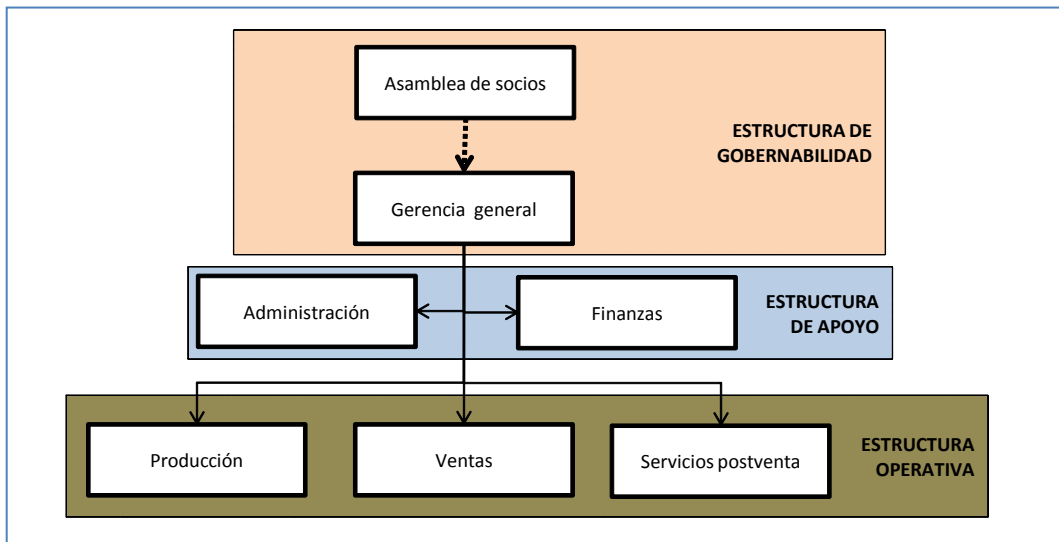 Asamblea de socios
ESTRUCTURA DE
GOBERNABILIDAD
Gerencia general
Administración
Finanzas
ESTRUCTURA
DE APOYO
Producción
Ventas
Servicios postventa
ESTRUCTURA
OPERATIVA